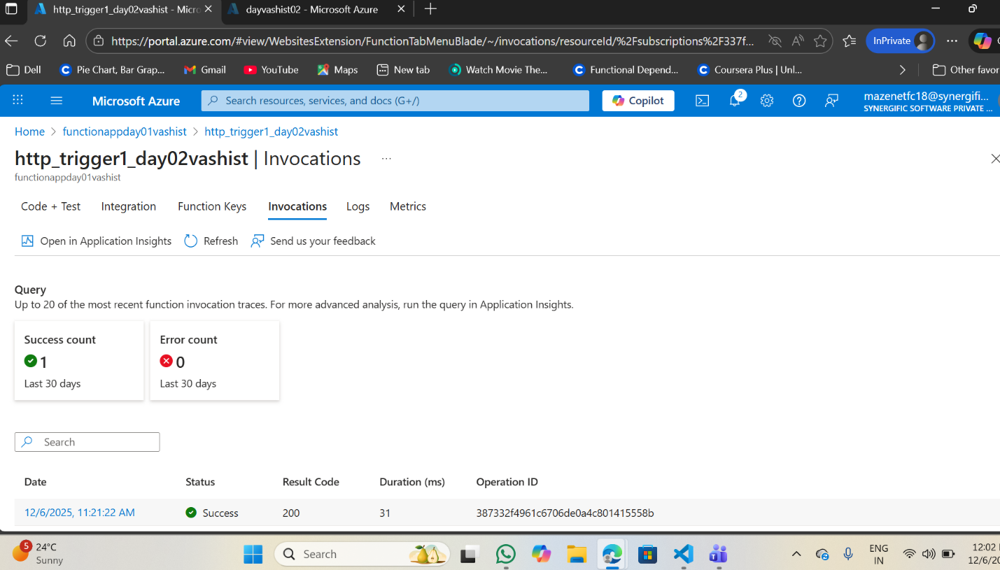 http_trigger1_day02vashist - Micro
dayvashist02 - Microsoft Azure
https://portal.azure.com/#view/WebsitesExtension/FunctionTabMenuBlade/~/invocations/resourceId/%2Fsubscriptions%2F337f...
InPrivate
Dell
Pie Chart, Bar Grap...
Gmail
YouTube
Maps
New tab
Watch Movie The...
Functional Depend...
Coursera Plus | Unl...
Other favor
Microsoft Azure
Search resources, services, and docs (G+/)
Copilot
2
mazenetfc18@synergifi...
SYNERGIFIC SOFTWARE PRIVATE ...
Home > functionappday01vashist > http_trigger1_day02vashist
http_trigger1_day02vashist | Invocations ...
functionappday01vashist
Code + Test Integration Function Keys Invocations Logs Metrics
Open in Application Insights Refresh Send us your feedback
Query
Up to 20 of the most recent function invocation traces. For more advanced analysis, run the query in Application Insights.
Success count
1
Last 30 days
Error count
0
Last 30 days
Search
Date Status Result Code Duration (ms) Operation ID
12/6/2025, 11:21:22 AM Success 200 31 387332f4961c6706de0a4c801415558b
5
24°C
Sunny
Search
ENG
IN
12:02
12/6/20